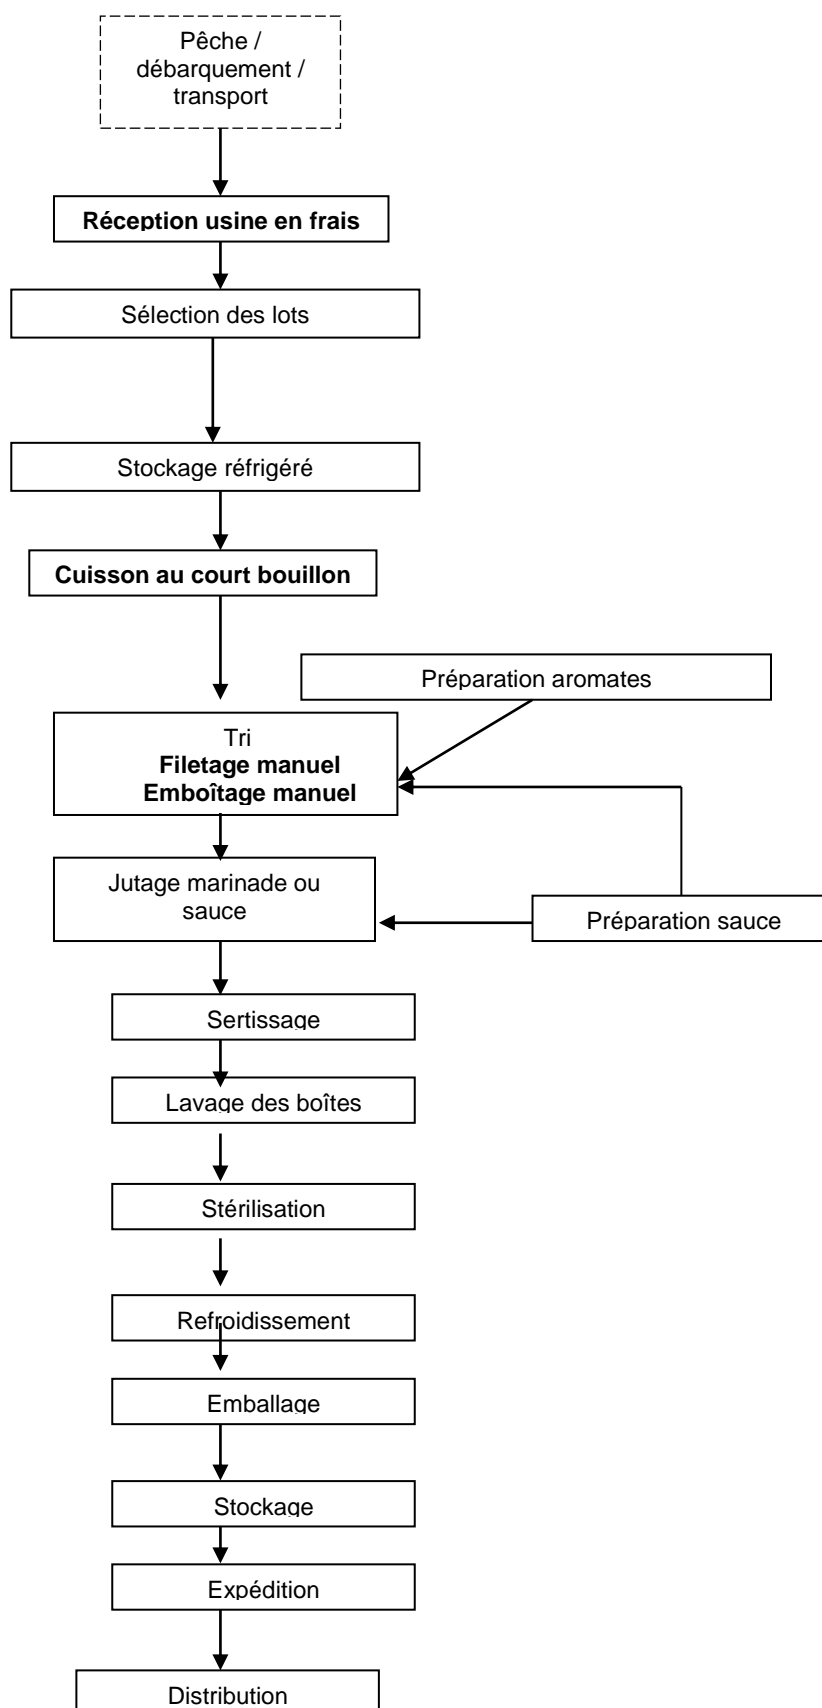 Pêche /
débarquement /
transport
Réception usine en frais
Sélection des lots
Stockage réfrigéré
Cuisson au court bouillon
Préparation aromates
Tri
Filetage manuel
Emboîtage manuel
Jutage marinade ou
sauce
Préparation sauce
Sertissage
Lavage des boîtes
Stérilisation
Refroidissement
Emballage
Stockage
Expédition
Distribution